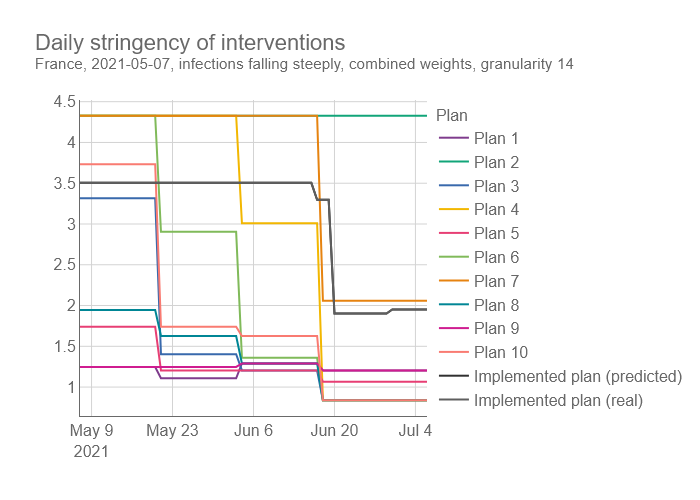 Daily stringency of interventions
France, 2021-05-07, infections falling steeply, combined weights, granularity 14
4.5
4
3.5
3
2.5
2
1.5
1
May 9
2021
May 23
Jun 6
Jun 20
Jul 4
Plan
Plan 1
Plan 2
Plan 3
Plan 4
Plan 5
Plan 6
Plan 7
Plan 8
Plan 9
Plan 10
Implemented plan (predicted)
Implemented plan (real)